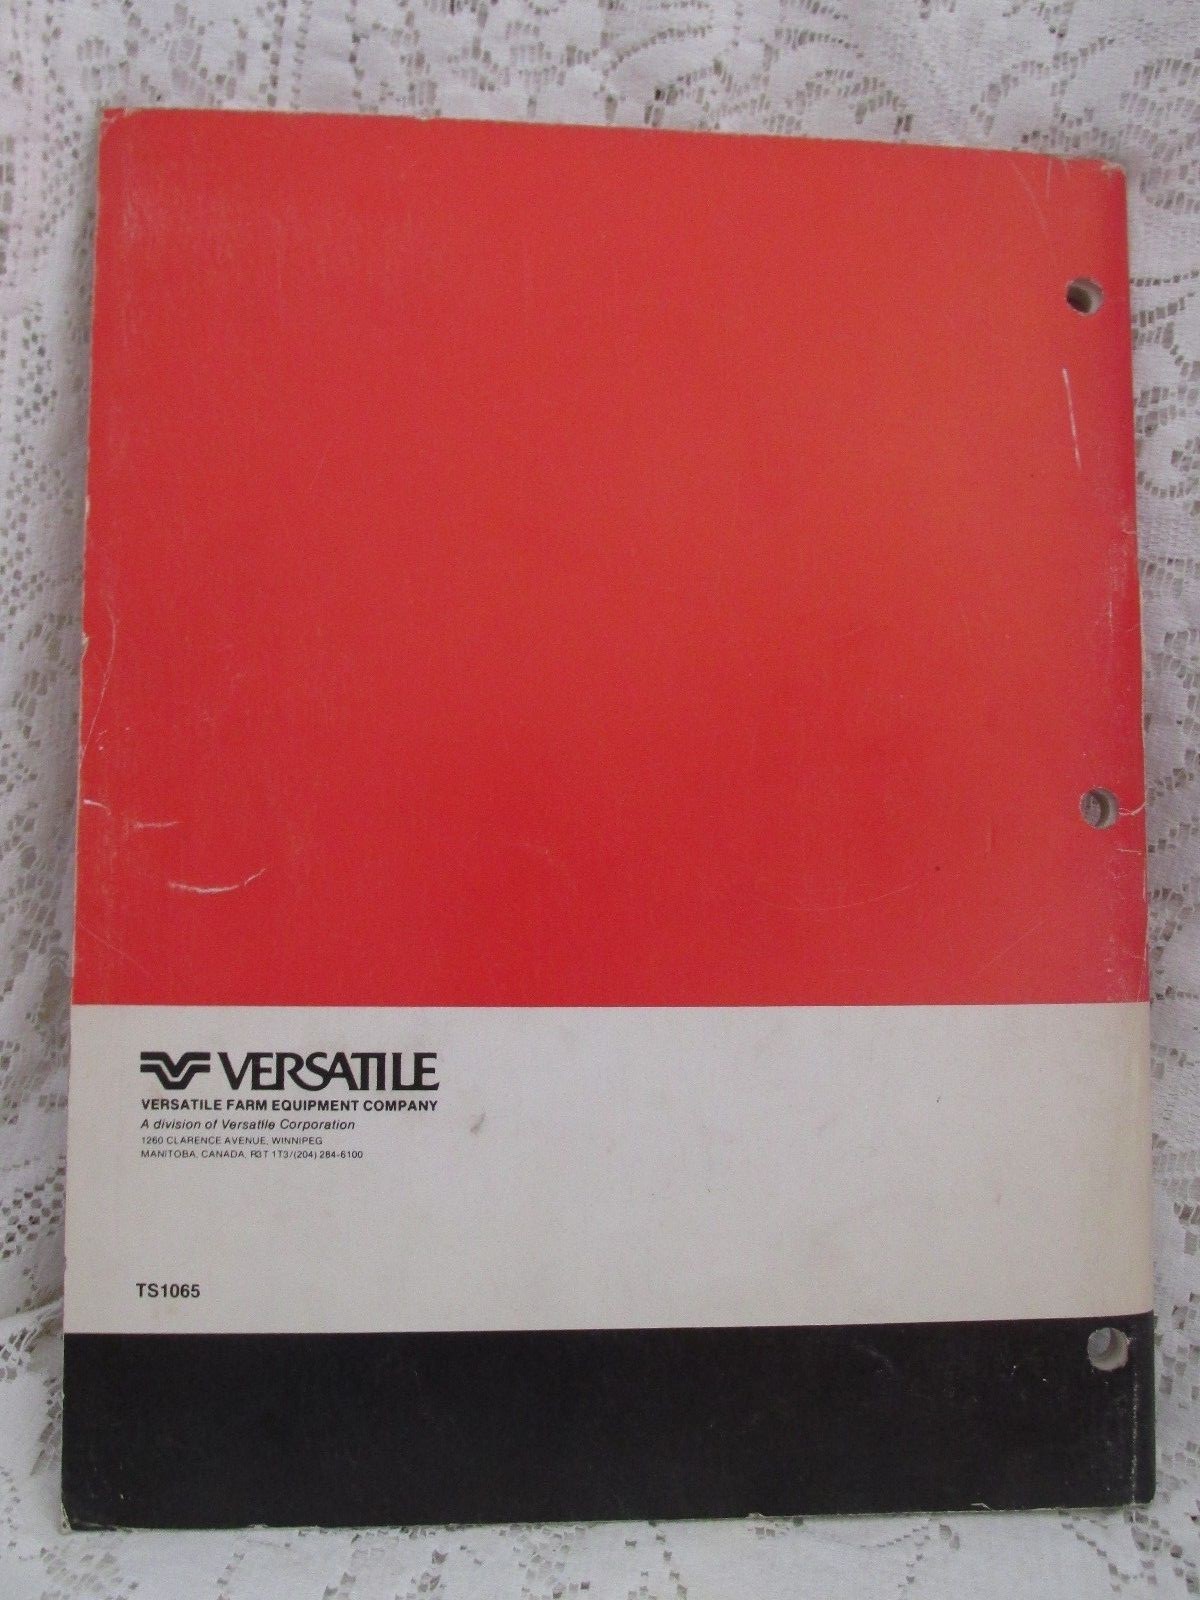 VERSATILE
VERSATILE FARM EQUIPMENT COMPANY
A division of Versatile Corporation
1260 CLARENCE AVENUE, WINNIPEG
MANITOBA, CANADA, R3T 1T3/(204) 284-6100
TS1065